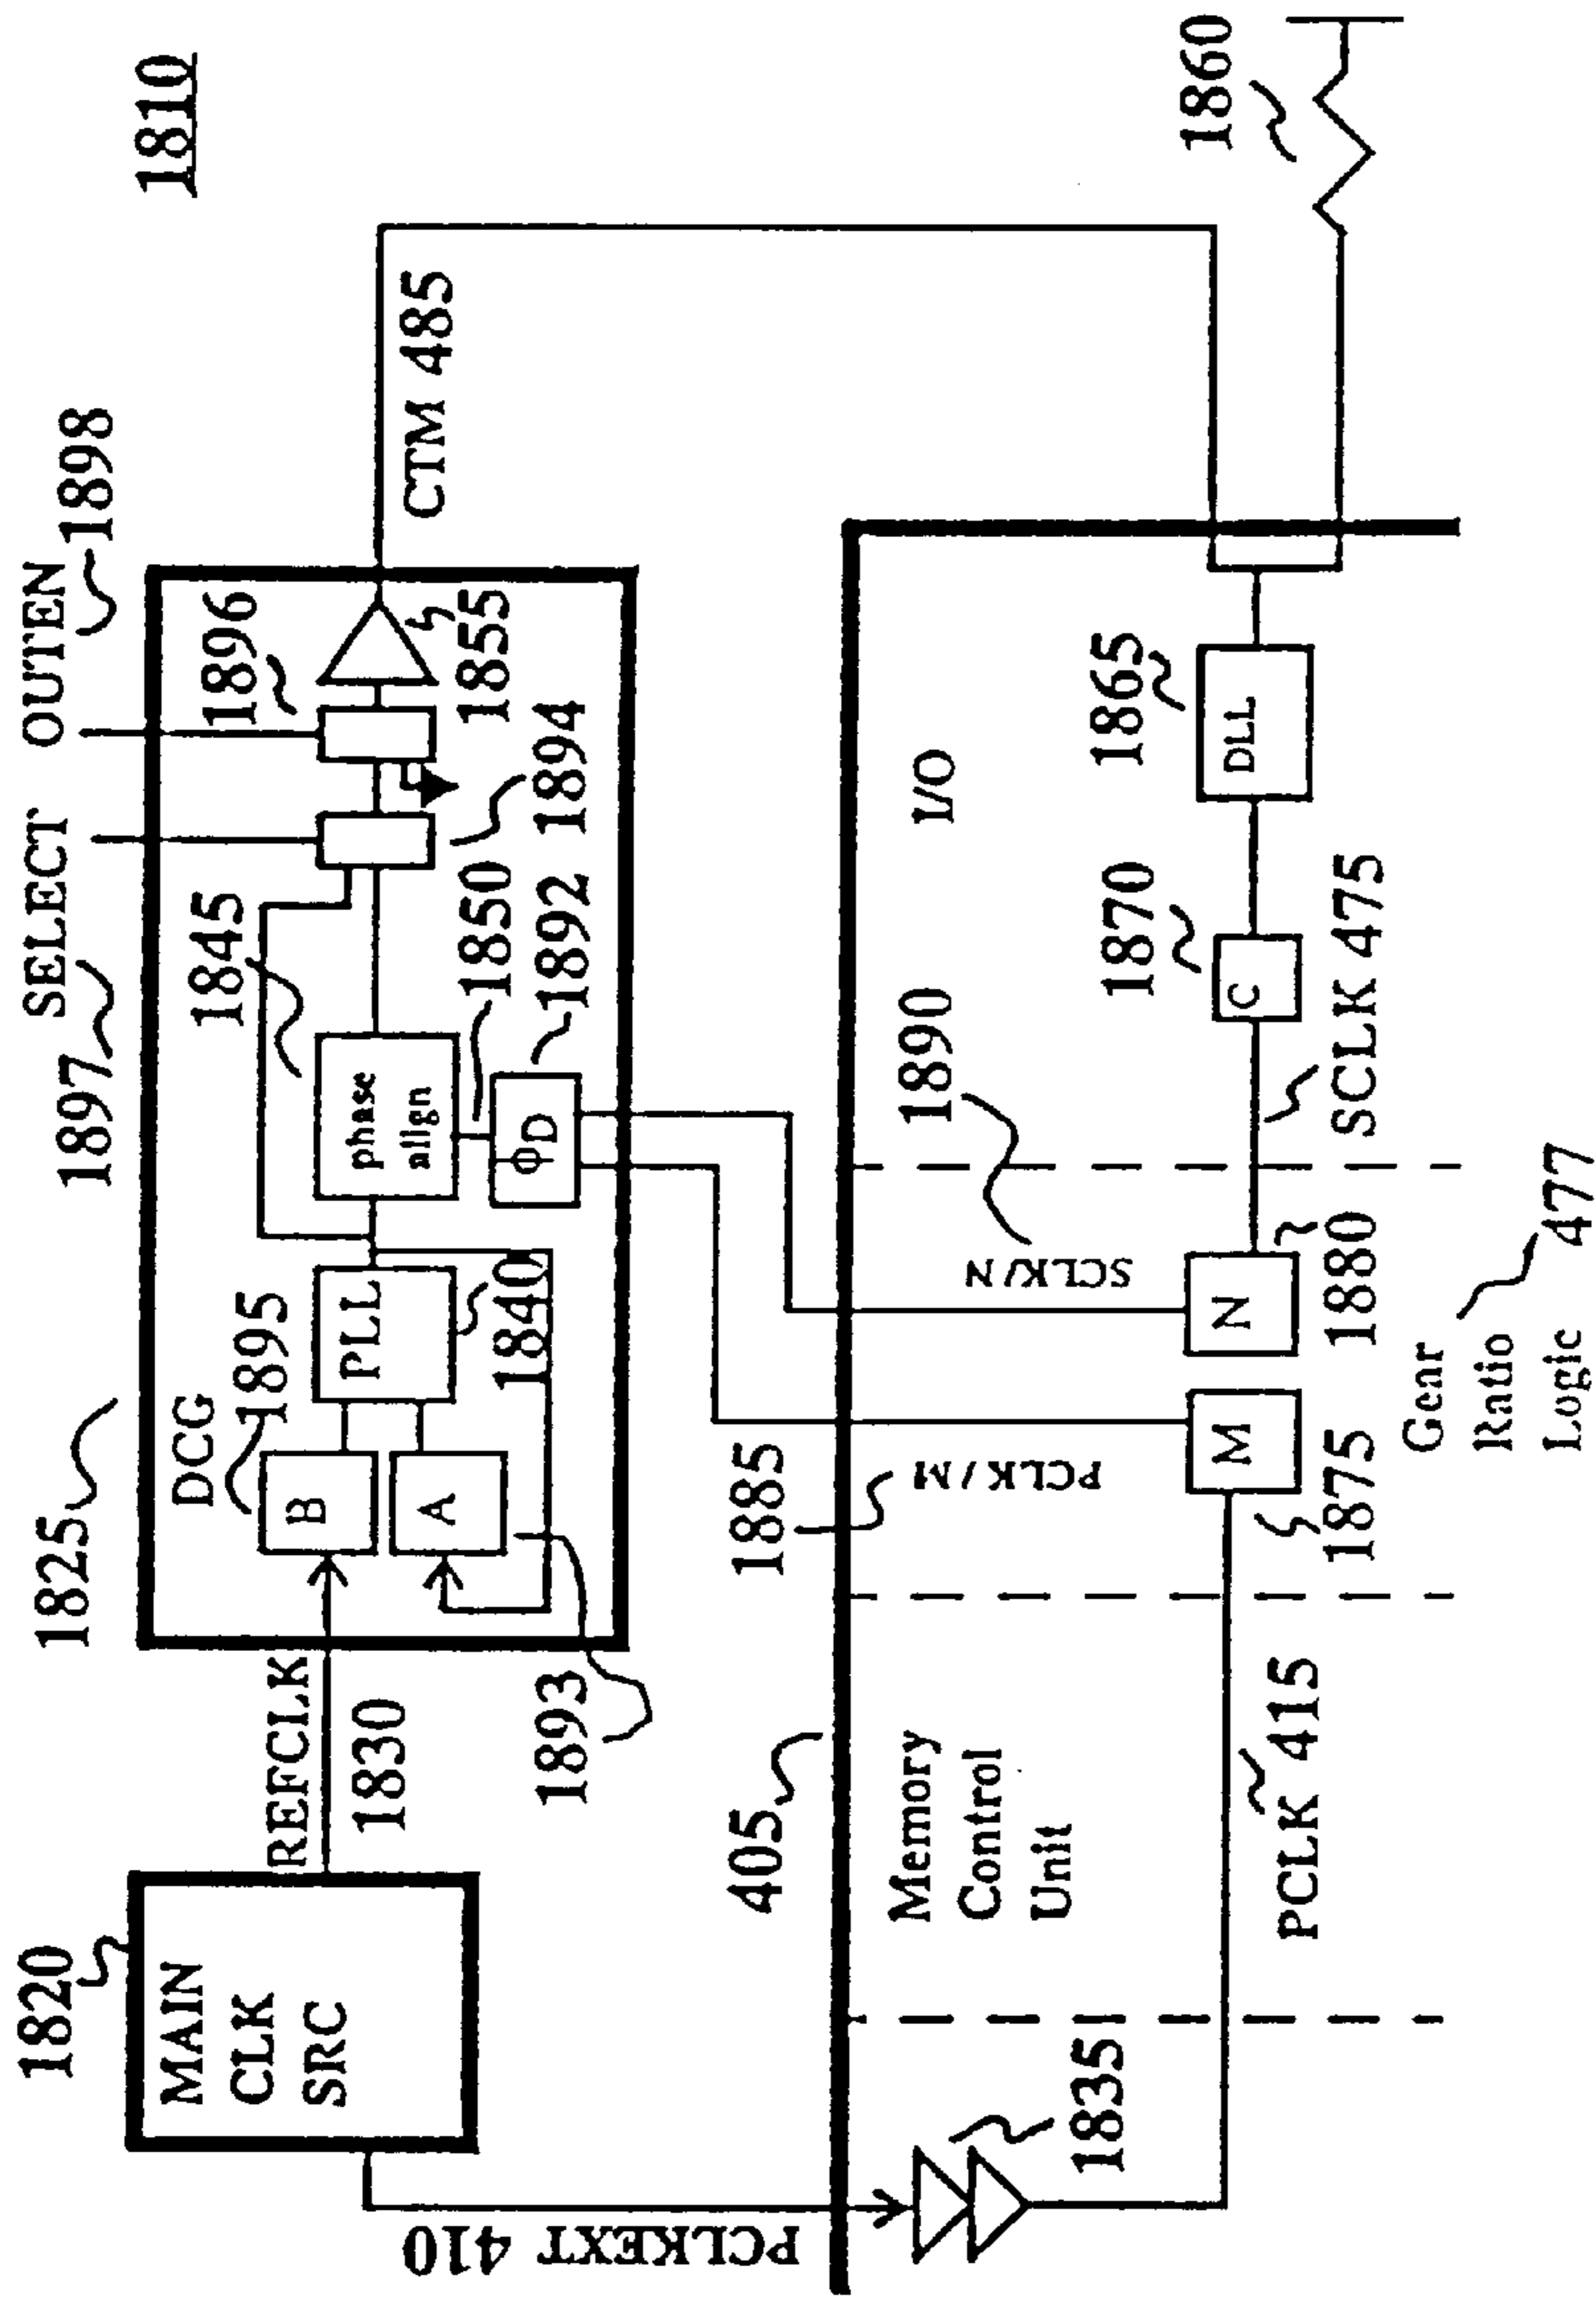 1810
SELECT
OUTEN
1897
1898
1820
MAIN
CLK
SRC
REFCLK
1830
1825
DCG
1895
B
A
PLL
1840
1893
1845
phase
align
1850
ΦD
1892
1894
1896
1855
CTM 485
PCLKEXT 410
405
1885
PCLK/M
SCLK/N
1890
I/O
Memory
Control
Unit
1835
PCLK 415
M
1875
N
1880
Gear
Ratio
Logic 477
SCLK 475
C
1870
DLL
1865
1860